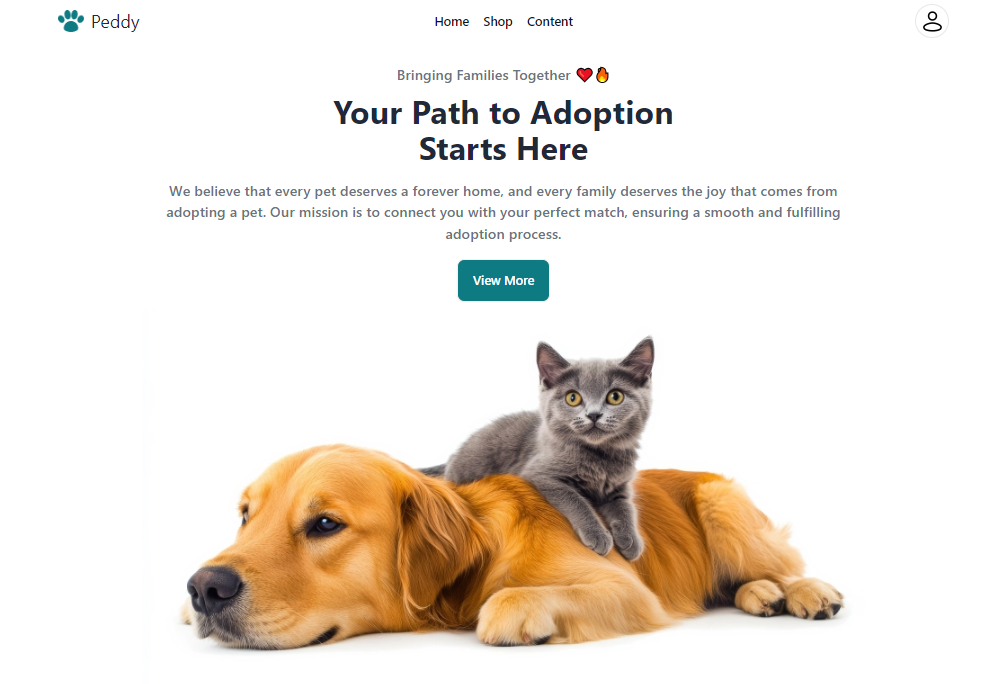 Peddy
Home Shop Content
Bringing Families Together ❤️🔥
Your Path to Adoption
Starts Here
We believe that every pet deserves a forever home, and every family deserves the joy that comes from
adopting a pet. Our mission is to connect you with your perfect match, ensuring a smooth and fulfilling
adoption process.
View More